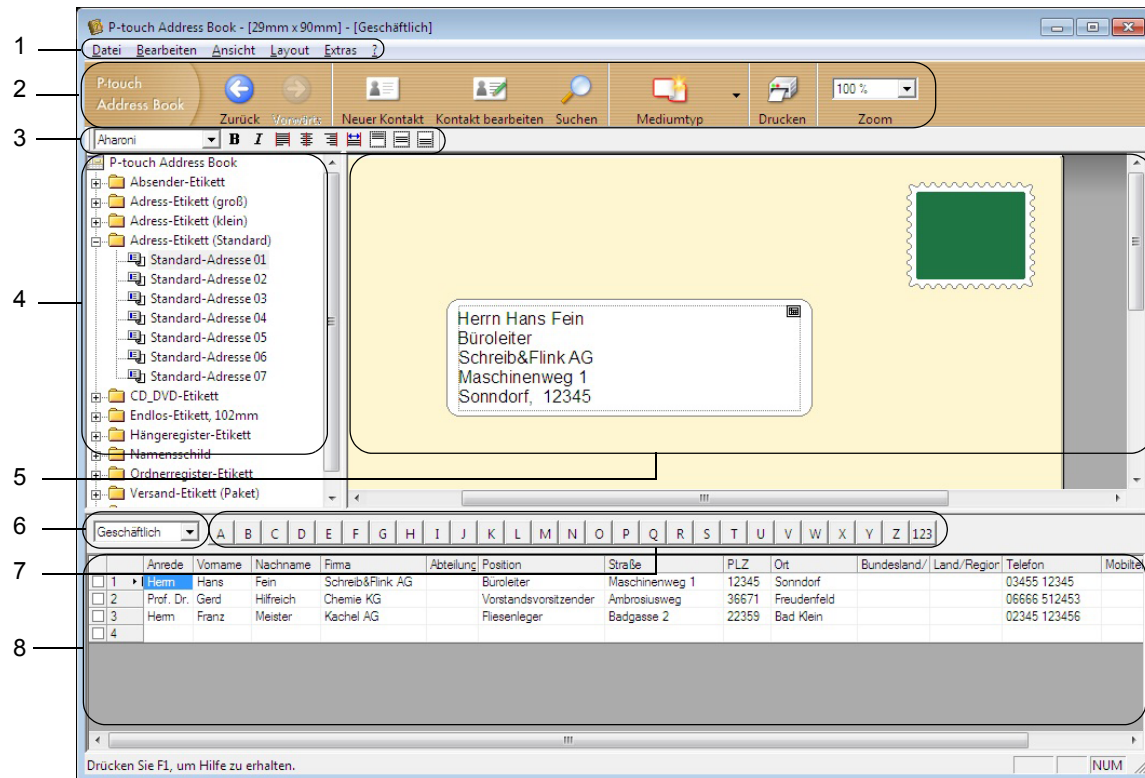 P-touch Address Book - [29mm x 90mm] - [Geschäftlich]
1
Datei Bearbeiten Ansicht Layout Extras ?
2
P-touch
Address Book
Zurück Vorwärts Neuer Kontakt Kontakt bearbeiten Suchen Mediumtyp Drucken 100 % Zoom
3
Aharoni B I
P-touch Address Book
Absender-Etikett
Adress-Etikett (groß)
Adress-Etikett (klein)
Adress-Etikett (Standard)
Standard-Adresse 01
Standard-Adresse 02
4
Standard-Adresse 03
Standard-Adresse 04
Standard-Adresse 05
Standard-Adresse 06
Standard-Adresse 07
CD_DVD-Etikett
Endlos-Etikett, 102mm
Hängeregister-Etikett
Namensschild
Ordnerregister-Etikett
Versand-Etikett (Paket)
Herrn Hans Fein
Büroleiter
Schreib&Flink AG
Maschinenweg 1
Sonndorf, 12345
5
6
Geschäftlich A B C D E F G H I J K L M N O P Q R S T U V W X Y Z 123
7
Anrede Vorname Nachname Firma Abteilung Position Straße PLZ Ort Bundesland/ Land/Region Telefon Mobilte
1 Herrn Hans Fein Schreib&Flink AG Büroleiter Maschinenweg 1 12345 Sonndorf 03455 12345
2 Prof. Dr. Gerd Hilfreich Chemie KG Vorstandsvorsitzender Ambrosiusweg 36671 Freudenfeld 06666 512453
3 Herrn Franz Meister Kachel AG Fliesenleger Badgasse 2 22359 Bad Klein 02345 123456
4
8
Drücken Sie F1, um Hilfe zu erhalten. NUM